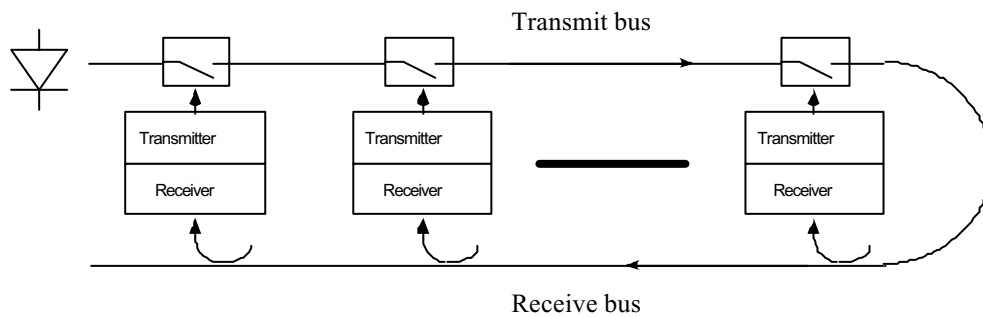 Transmit bus
Transmitter
Transmitter
Transmitter
Receiver
Receiver
Receiver
Receive bus